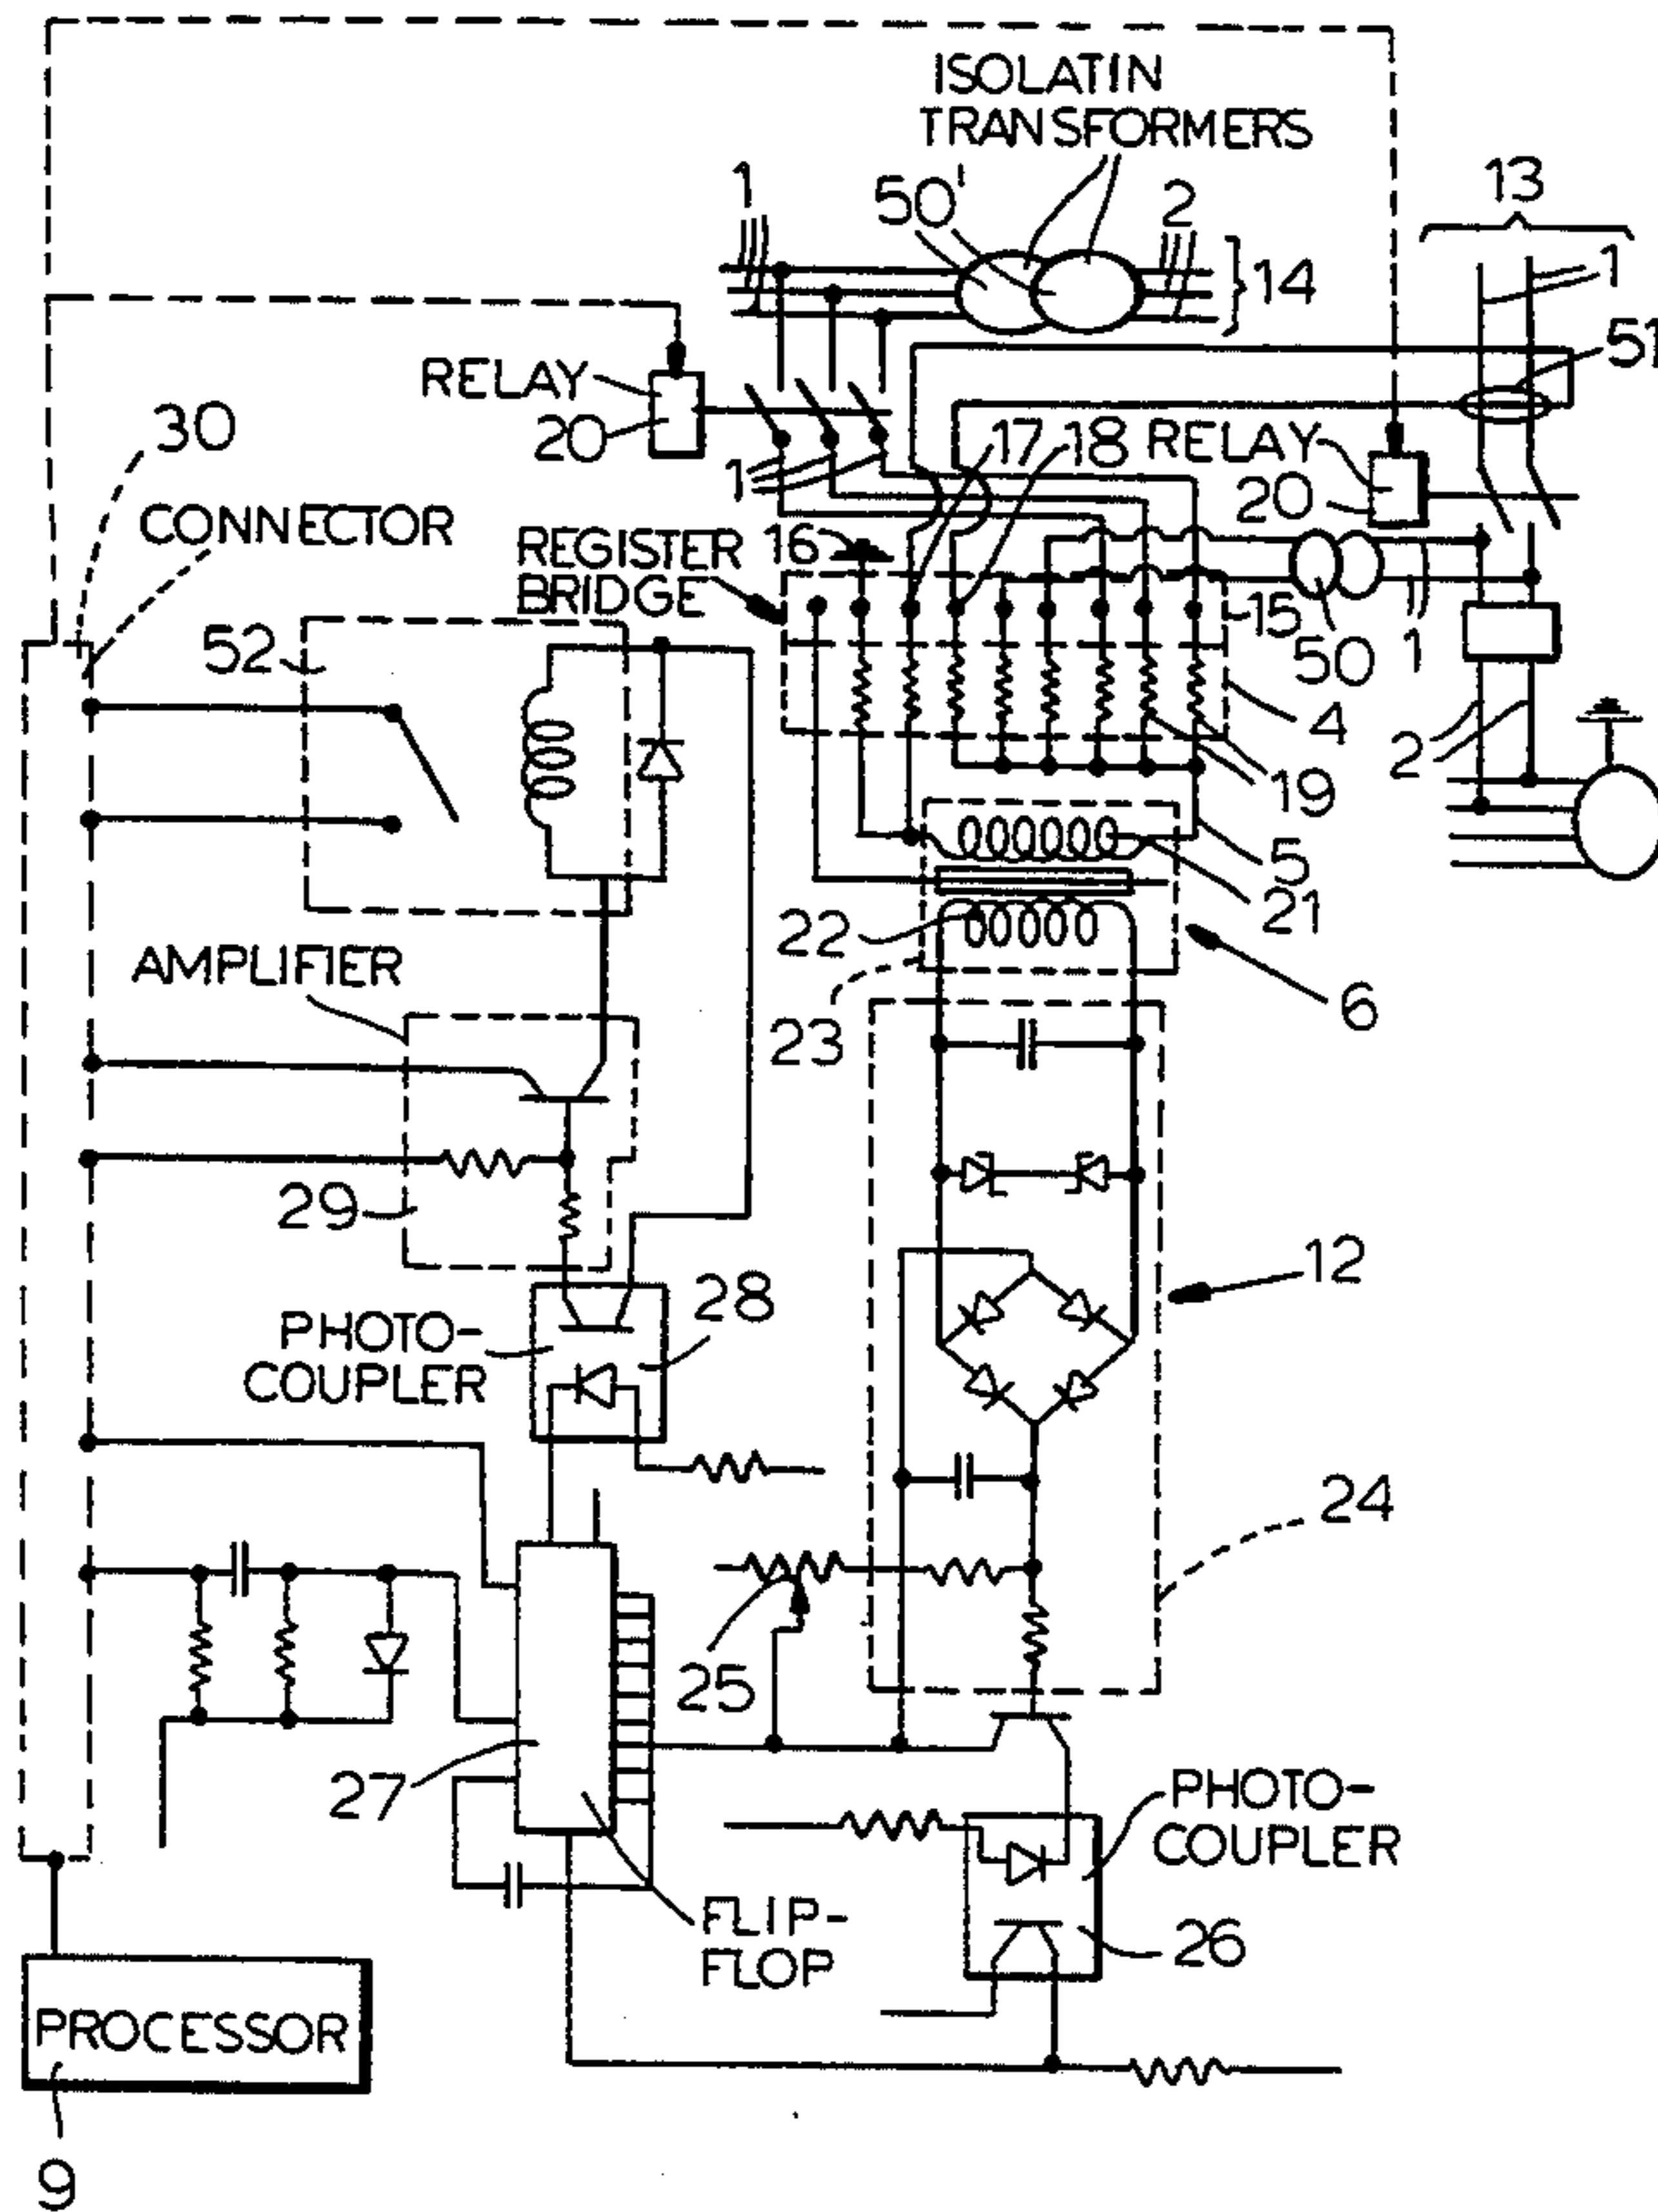 ISOLATIN
TRANSFORMERS
13
1
50'
2
14
1
51
RELAY
20
30
1
17
18
RELAY
20
CONNECTOR
REGISTER
BRIDGE
16
15
50
1
52
4
2
19
5
21
22
AMPLIFIER
23
6
29
12
28
PHOTO-
COUPLER
24
25
27
PHOTO-
COUPLER
FLIP-
FLOP
26
PROCESSOR
9